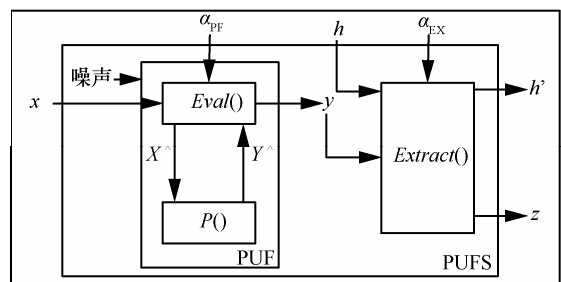 α_PF h α_EX
噪声
x Eval() y h’
X^ Y^ Extract()
P() z
PUF PUFS